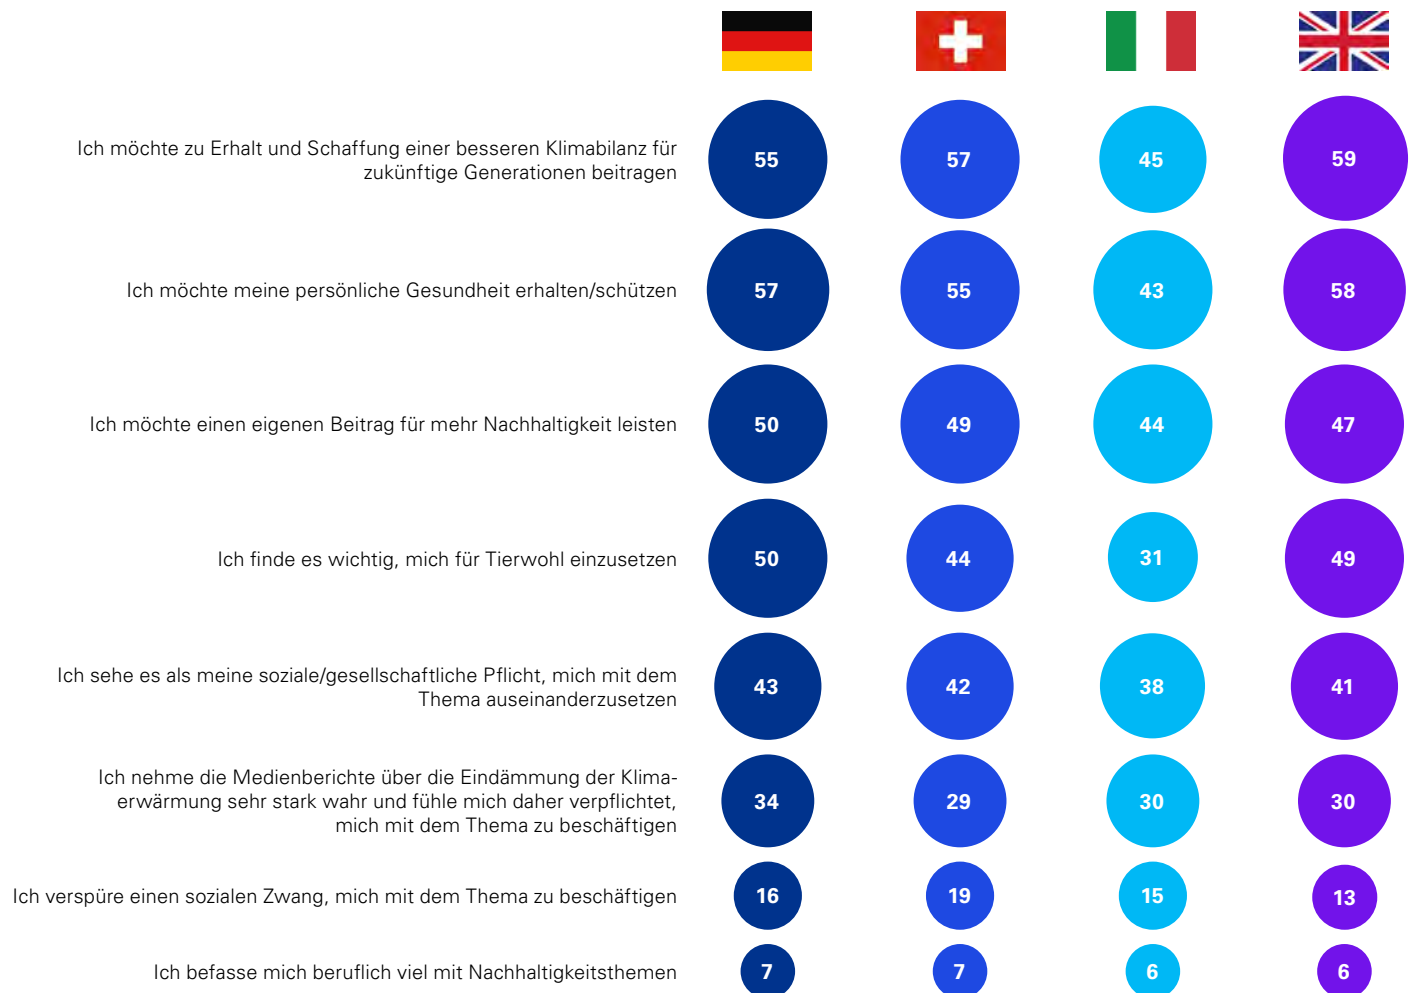 Ich möchte zu Erhalt und Schaffung einer besseren Klimabilanz für
zukünftige Generationen beitragen
55 57 45 59
Ich möchte meine persönliche Gesundheit erhalten/schützen
57 55 43 58
Ich möchte einen eigenen Beitrag für mehr Nachhaltigkeit leisten
50 49 44 47
Ich finde es wichtig, mich für Tierwohl einzusetzen
50 44 31 49
Ich sehe es als meine soziale/gesellschaftliche Pflicht, mich mit dem
Thema auseinanderzusetzen
43 42 38 41
Ich nehme die Medienberichte über die Eindämmung der Klima-
erwärmung sehr stark wahr und fühle mich daher verpflichtet,
mich mit dem Thema zu beschäftigen
34 29 30 30
Ich verspüre einen sozialen Zwang, mich mit dem Thema zu beschäftigen
16 19 15 13
Ich befasse mich beruflich viel mit Nachhaltigkeitsthemen
7 7 6 6